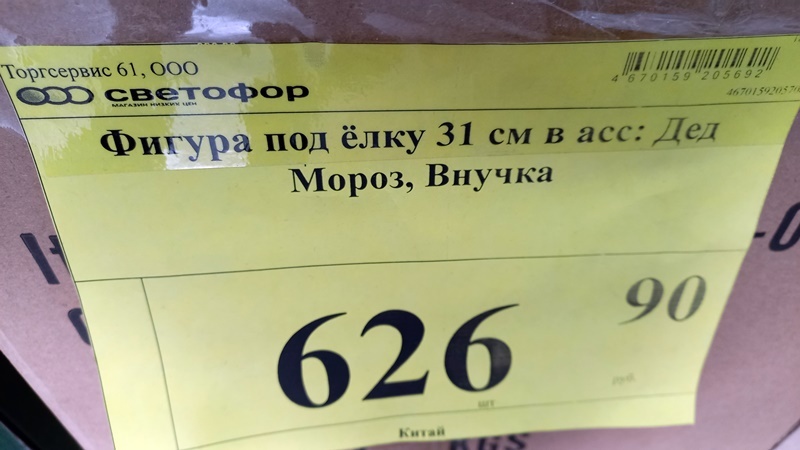 Торгсервис 61, ООО
светофор
МАГАЗИН НИЗКИХ ЦЕН
4 670159 205692
Фигура под ёлку 31 см в асс: Дед
Мороз, Внучка
626 90
руб.
шт
Китай
KGS